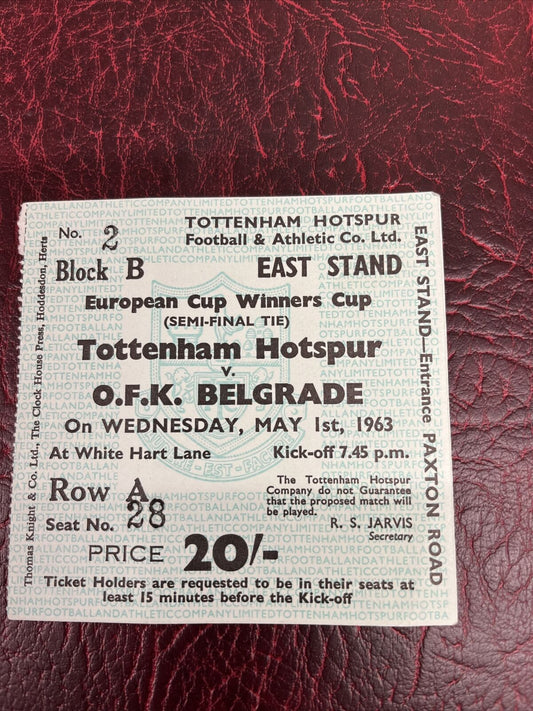 No. 2
TOTTENHAM HOTSPUR
Football & Athletic Co. Ltd.
Block B EAST STAND
European Cup Winners Cup
(SEMI-FINAL TIE)
Tottenham Hotspur
v.
O.F.K. BELGRADE
On WEDNESDAY, MAY 1st, 1963
At White Hart Lane Kick-off 7.45 p.m.
Row A
Seat No. 28
The Tottenham Hotspur
Company do not Guarantee
that the proposed match will
be played.
R. S. JARVIS
Secretary
PRICE 20/-
Ticket Holders are requested to be in their seats at
least 15 minutes before the Kick-off
EAST STAND—Entrance PAXTON ROAD
Thomas Knight & Co. Ltd., The Clock House Press, Hoddesdon, Herts